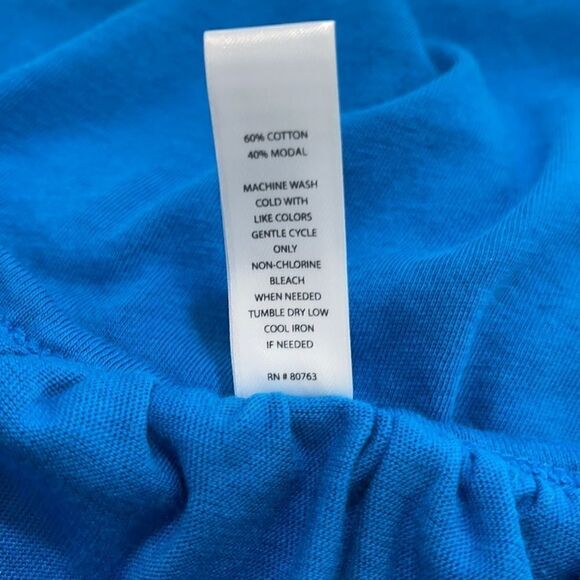 60% COTTON
40% MODAL
MACHINE WASH
COLD WITH
LIKE COLORS
GENTLE CYCLE
ONLY
NON-CHLORINE
BLEACH
WHEN NEEDED
TUMBLE DRY LOW
COOL IRON
IF NEEDED
RN # 80763